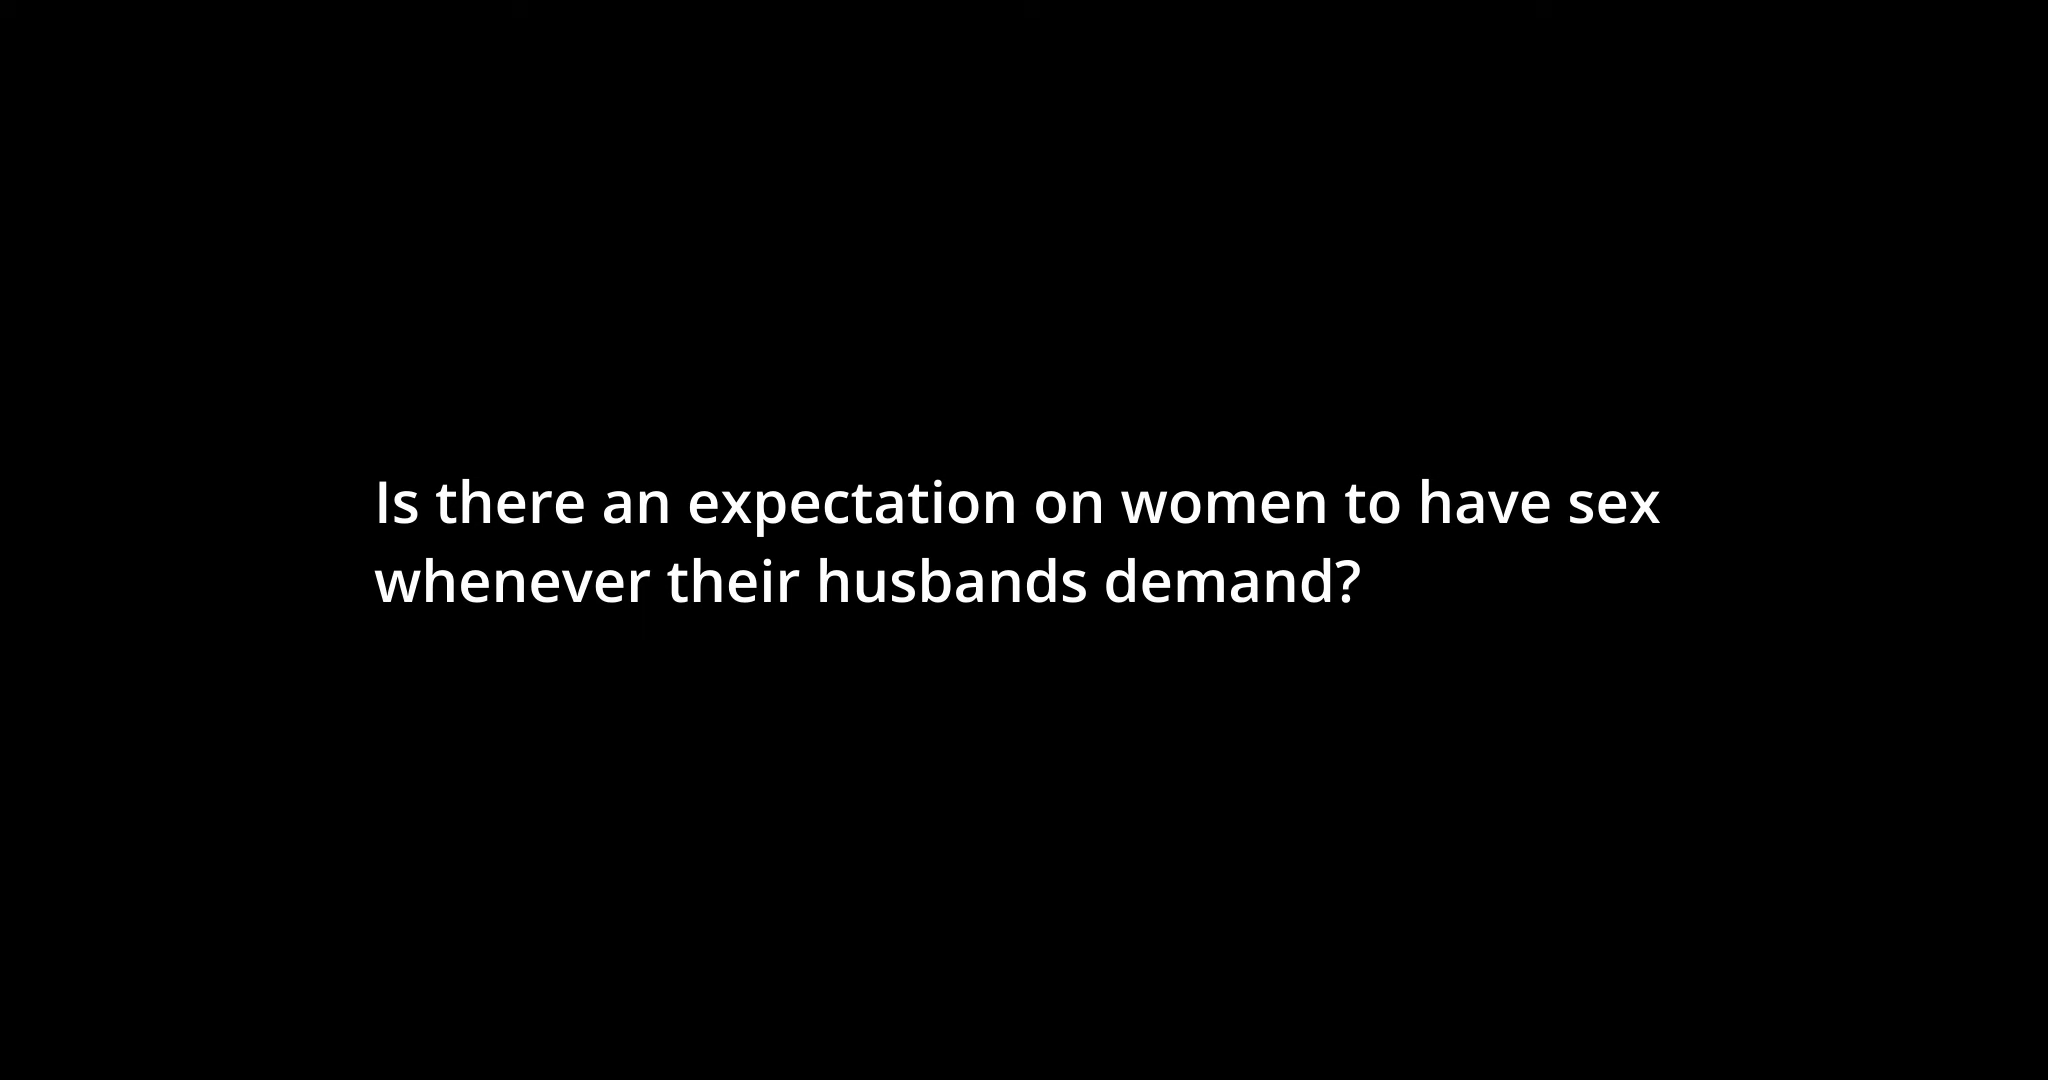 Is there an expectation on women to have sex
whenever their husbands demand?